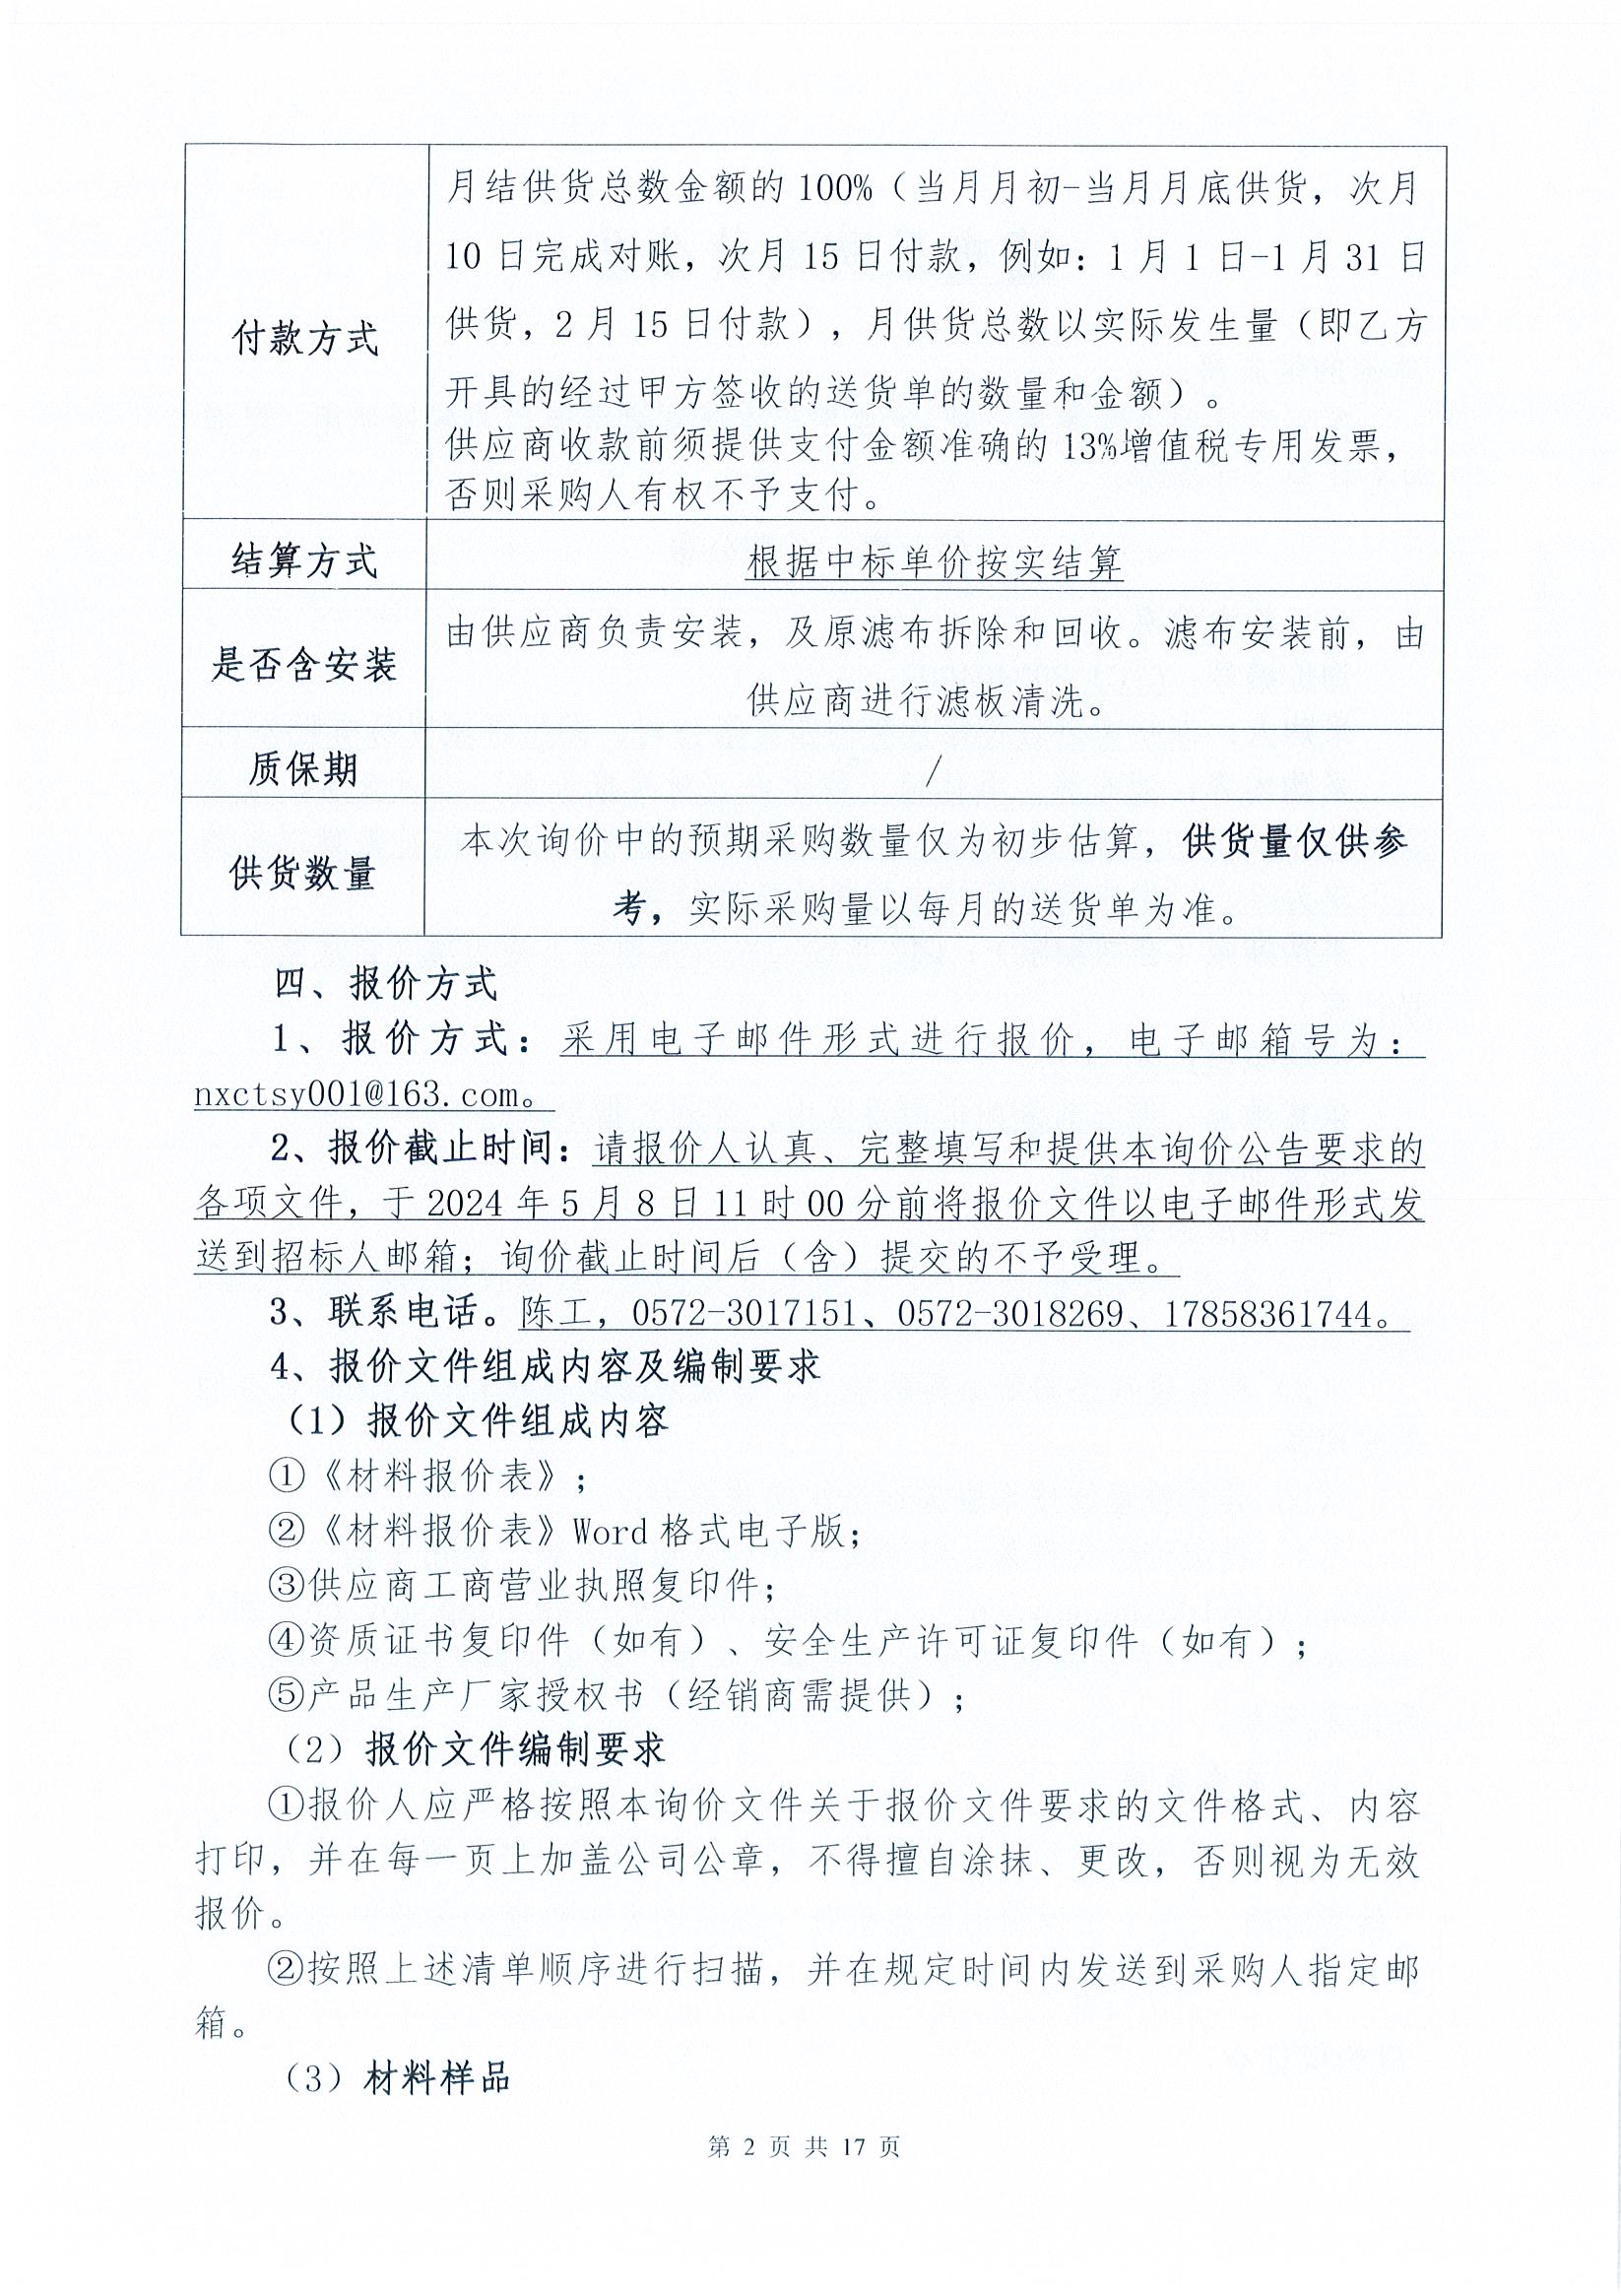 月结供货总数金额的 100%（当月月初-当月月底供货，次月
10 日完成对账，次月 15 日付款，例如：1 月 1 日-1 月 31 日
供货，2 月 15 日付款），月供货总数以实际发生量（即乙方
付款方式
开具的经过甲方签收的送货单的数量和金额）。
供应商收款前须提供支付金额准确的 13%增值税专用发票，
否则采购人有权不予支付。
结算方式
根据中标单价按实结算
是否含安装
由供应商负责安装，及原滤布拆除和回收。滤布安装前，由
供应商进行滤板清洗。
质保期
/
供货数量
本次询价中的预期采购数量仅为初步估算，供货量仅供参
考，实际采购量以每月的送货单为准。
四、报价方式
1、报价方式：采用电子邮件形式进行报价，电子邮箱号为：
nxctsy001@163.com。
2、报价截止时间：请报价人认真、完整填写和提供本询价公告要求的
各项文件，于 2024 年 5 月 8 日 11 时 00 分前将报价文件以电子邮件形式发
送到招标人邮箱；询价截止时间后（含）提交的不予受理。
3、联系电话。陈工，0572-3017151、0572-3018269、17858361744。
4、报价文件组成内容及编制要求
（1）报价文件组成内容
①《材料报价表》；
②《材料报价表》Word 格式电子版；
③供应商工商营业执照复印件；
④资质证书复印件（如有）、安全生产许可证复印件（如有）；
⑤产品生产厂家授权书（经销商需提供）；
（2）报价文件编制要求
①报价人应严格按照本询价文件关于报价文件要求的文件格式、内容
打印，并在每一页上加盖公司公章，不得擅自涂抹、更改，否则视为无效
报价。
②按照上述清单顺序进行扫描，并在规定时间内发送到采购人指定邮
箱。
（3）材料样品
第 2 页 共 17 页